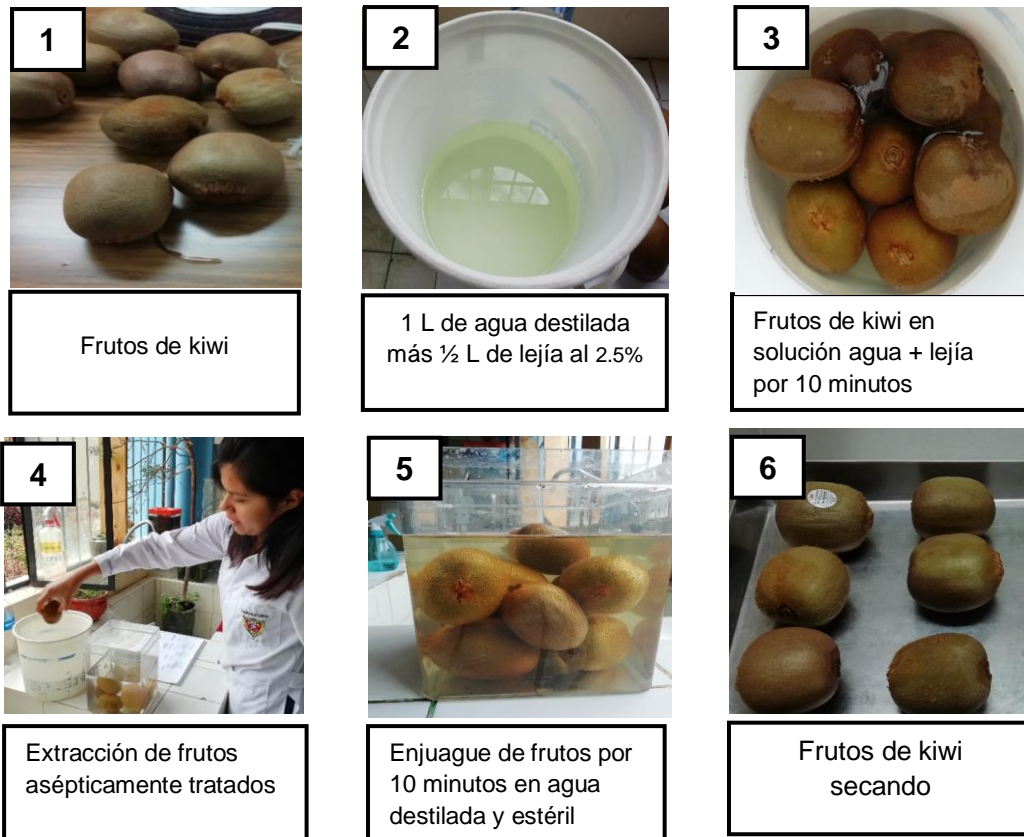 1
2
3
Frutos de kiwi
1 L de agua destilada
más ½ L de lejía al 2.5%
Frutos de kiwi en
solución agua + lejía
por 10 minutos
4
5
6
Extracción de frutos
asépticamente tratados
Enjuague de frutos por
10 minutos en agua
destilada y estéril
Frutos de kiwi
secando